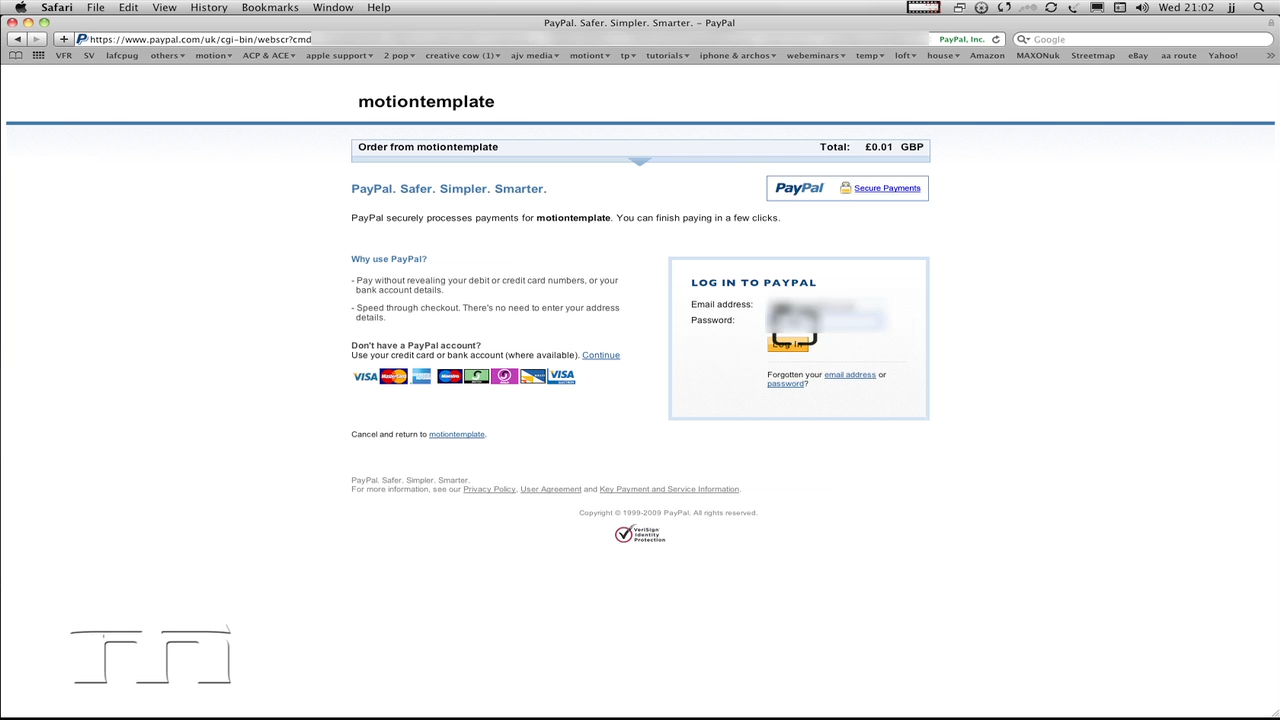 Safari File Edit View History Bookmarks Window Help Wed 21:02 jj
PayPal. Safer. Simpler. Smarter. – PayPal
https://www.paypal.com/uk/cgi-bin/webscr?cmd PayPal, Inc. Google
VFR SV lafcpug others motion ACP & ACE apple support 2 pop creative cow (1) ajv media motiont tp tutorials iphone & archos webeminars temp loft house Amazon MAXONuk Streetmap eBay aa route Yahoo! >>
motiontemplate
Order from motiontemplate Total: £0.01 GBP
PayPal. Safer. Simpler. Smarter.
PayPal Secure Payments
PayPal securely processes payments for motiontemplate. You can finish paying in a few clicks.
Why use PayPal?
- Pay without revealing your debit or credit card numbers, or your
bank account details.
- Speed through checkout. There's no need to enter your address
details.
Don't have a PayPal account?
Use your credit card or bank account (where available). Continue
VISA MasterCard Maestro VISA
LOG IN TO PAYPAL
Email address:
Password:
Log In
Forgotten your email address or
password?
Cancel and return to motiontemplate.
PayPal. Safer. Simpler. Smarter.
For more information, see our Privacy Policy, User Agreement and Key Payment and Service Information.
Copyright © 1999-2009 PayPal. All rights reserved.
VeriSign
Identity
Protection